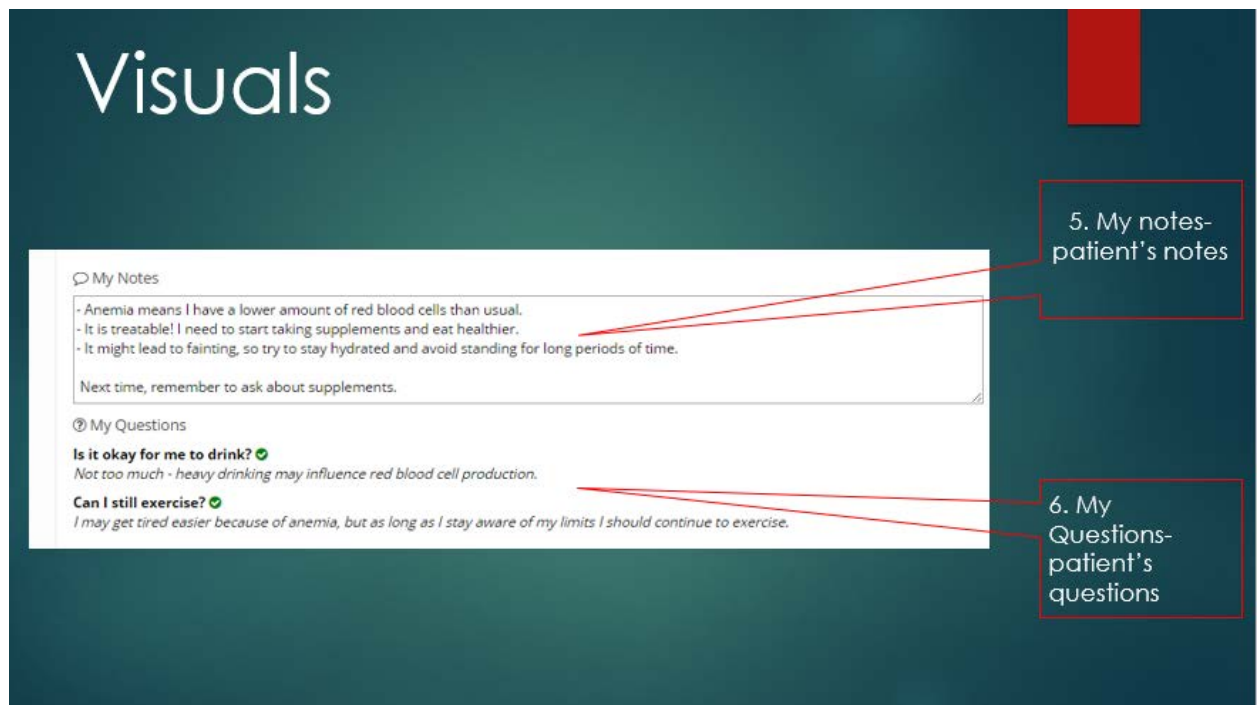 Visuals
5. My notes-
patient's notes
My Notes
- Anemia means I have a lower amount of red blood cells than usual.
- It is treatable! I need to start taking supplements and eat healthier.
- It might lead to fainting, so try to stay hydrated and avoid standing for long periods of time.
Next time, remember to ask about supplements.
My Questions
Is it okay for me to drink?
Not too much - heavy drinking may influence red blood cell production.
Can I still exercise?
I may get tired easier because of anemia, but as long as I stay aware of my limits I should continue to exercise.
6. My
Questions-
patient's
questions